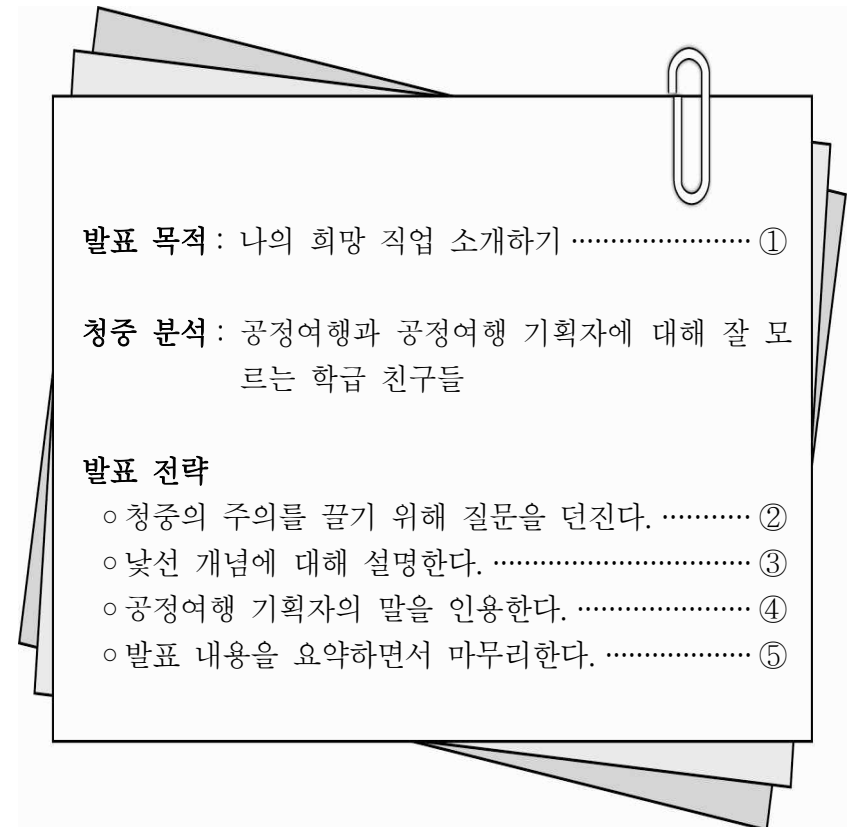 발표 목적 : 나의 희망 직업 소개하기 ······················· ①
청중 분석 : 공정여행과 공정여행 기획자에 대해 잘 모
르는 학급 친구들
발표 전략
○ 청중의 주의를 끌기 위해 질문을 던진다. ··········· ②
○ 낯선 개념에 대해 설명한다. ································· ③
○ 공정여행 기획자의 말을 인용한다. ······················ ④
○ 발표 내용을 요약하면서 마무리한다. ··················· ⑤